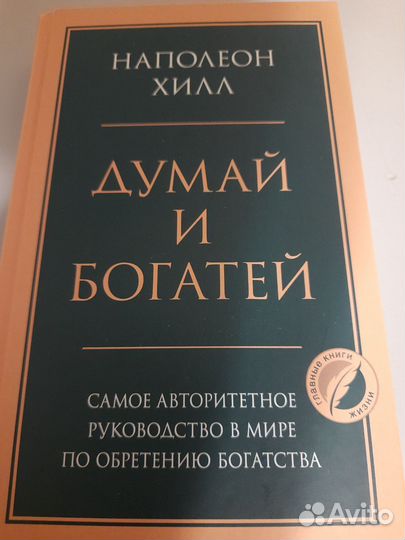 НАПОЛЕОН
ХИЛЛ
ДУМАЙ
И
БОГАТЕЙ
ГЛАВНЫЕ КНИГИ
ЖИЗНИ
САМОЕ АВТОРИТЕТНОЕ
РУКОВОДСТВО В МИРЕ
ПО ОБРЕТЕНИЮ БОГАТСТВА
Avito